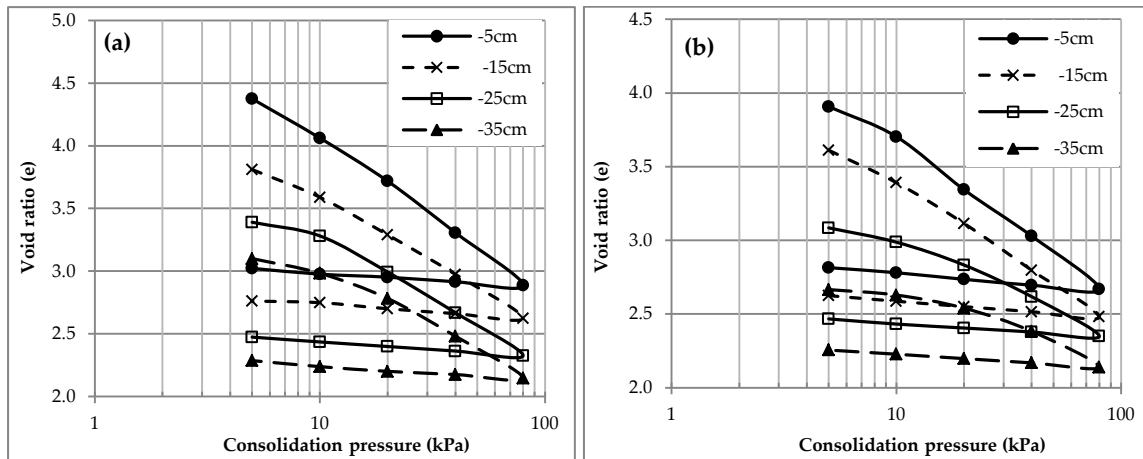 (a)
-5cm
-15cm
-25cm
-35cm
Void ratio (e)
5.0
4.5
4.0
3.5
3.0
2.5
2.0
1
10
100
Consolidation pressure (kPa)
(b)
-5cm
-15cm
-25cm
-35cm
Void ratio (e)
4.5
4.0
3.5
3.0
2.5
2.0
1
10
100
Consolidation pressure (kPa)